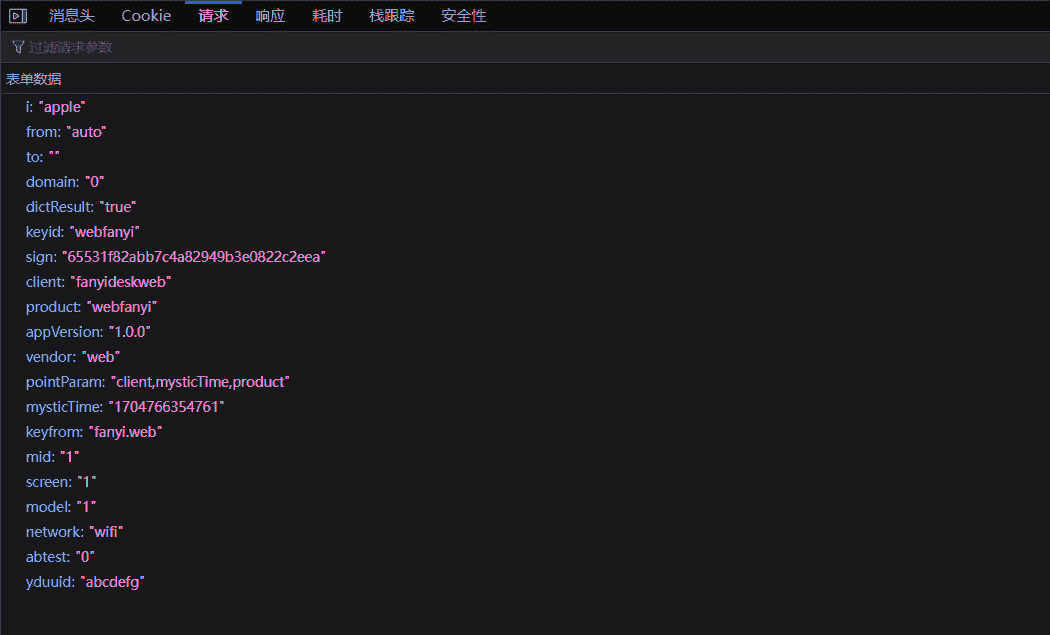 消息头 Cookie 请求 响应 耗时 栈跟踪 安全性
过滤请求参数
表单数据
i: "apple"
from: "auto"
to: ""
domain: "0"
dictResult: "true"
keyid: "webfanyi"
sign: "65531f82abb7c4a82949b3e0822c2eea"
client: "fanyideskweb"
product: "webfanyi"
appVersion: "1.0.0"
vendor: "web"
pointParam: "client,mysticTime,product"
mysticTime: "1704766354761"
keyfrom: "fanyi.web"
mid: "1"
screen: "1"
model: "1"
network: "wifi"
abtest: "0"
yduuid: "abcdefg"